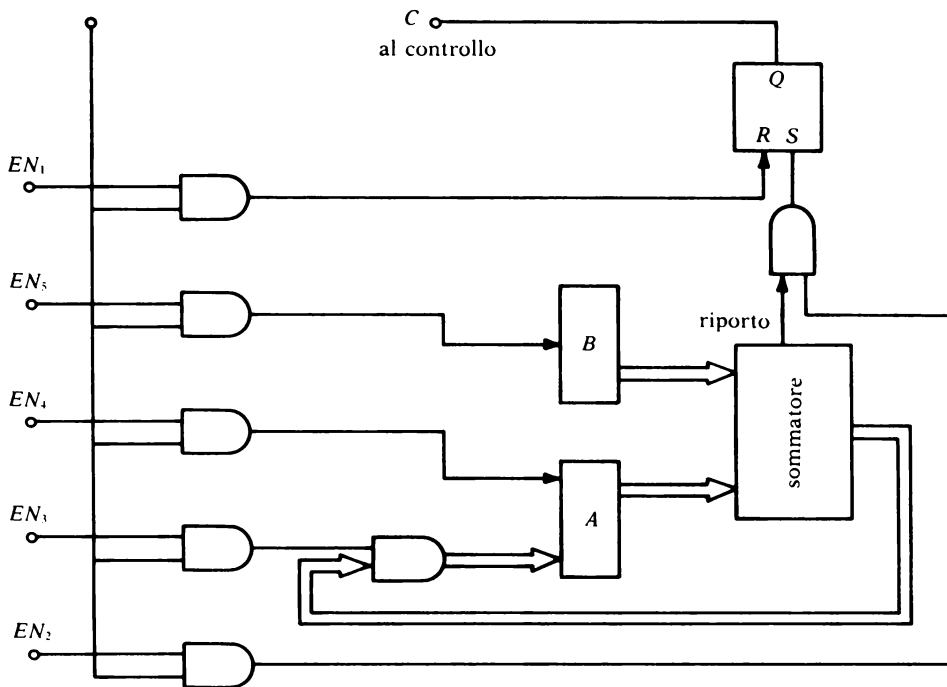 C
al controllo
Q
R S
EN₁
EN₅
riporto
B
sommatore
EN₄
A
EN₃
EN₂